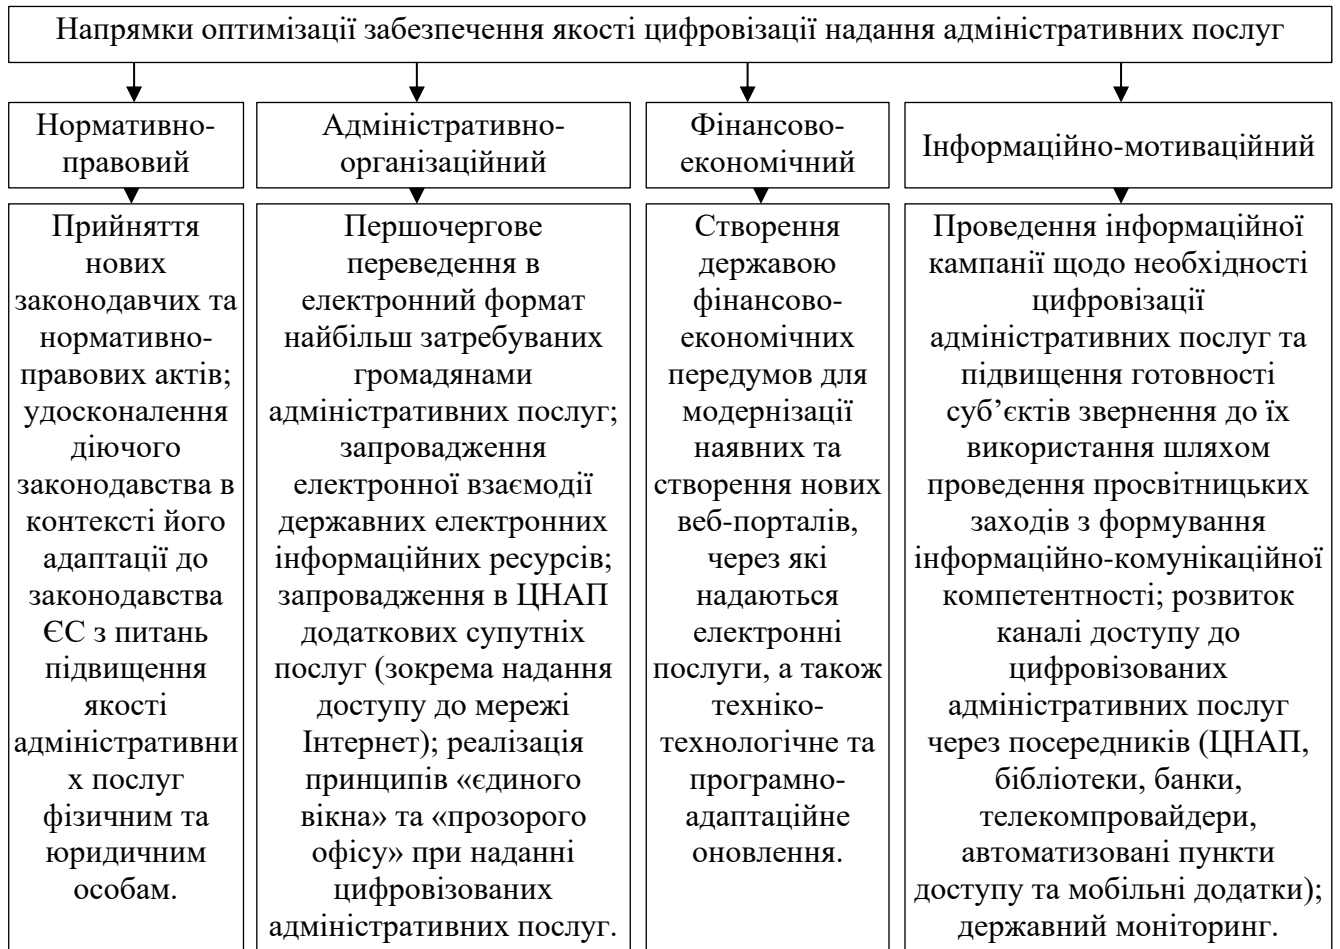 Напрямки оптимізації забезпечення якості цифровізації надання адміністративних послуг
Нормативно-
правовий
Адміністративно-
організаційний
Фінансово-
економічний
Інформаційно-мотиваційний
Прийняття
нових
законодавчих та
нормативно-
правових актів;
удосконалення
діючого
законодавства в
контексті його
адаптації до
законодавства
ЄС з питань
підвищення
якості
адміністративни
х послуг
фізичним та
юридичним
особам.
Першочергове
переведення в
електронний формат
найбільш затребуваних
громадянами
адміністративних послуг;
запровадження
електронної взаємодії
державних електронних
інформаційних ресурсів;
запровадження в ЦНАП
додаткових супутніх
послуг (зокрема надання
доступу до мережі
Інтернет); реалізація
принципів «єдиного
вікна» та «прозорого
офісу» при наданні
цифровізованих
адміністративних послуг.
Створення
державою
фінансово-
економічних
передумов для
модернізації
наявних та
створення нових
веб-порталів,
через які
надаються
електронні
послуги, а також
техніко-
технологічне та
програмно-
адаптаційне
оновлення.
Проведення інформаційної
кампанії щодо необхідності
цифровізації
адміністративних послуг та
підвищення готовності
суб’єктів звернення до їх
використання шляхом
проведення просвітницьких
заходів з формування
інформаційно-комунікаційної
компетентності; розвиток
каналі доступу до
цифровізованих
адміністративних послуг
через посередників (ЦНАП,
бібліотеки, банки,
телекомпровайдери,
автоматизовані пункти
доступу та мобільні додатки);
державний моніторинг.